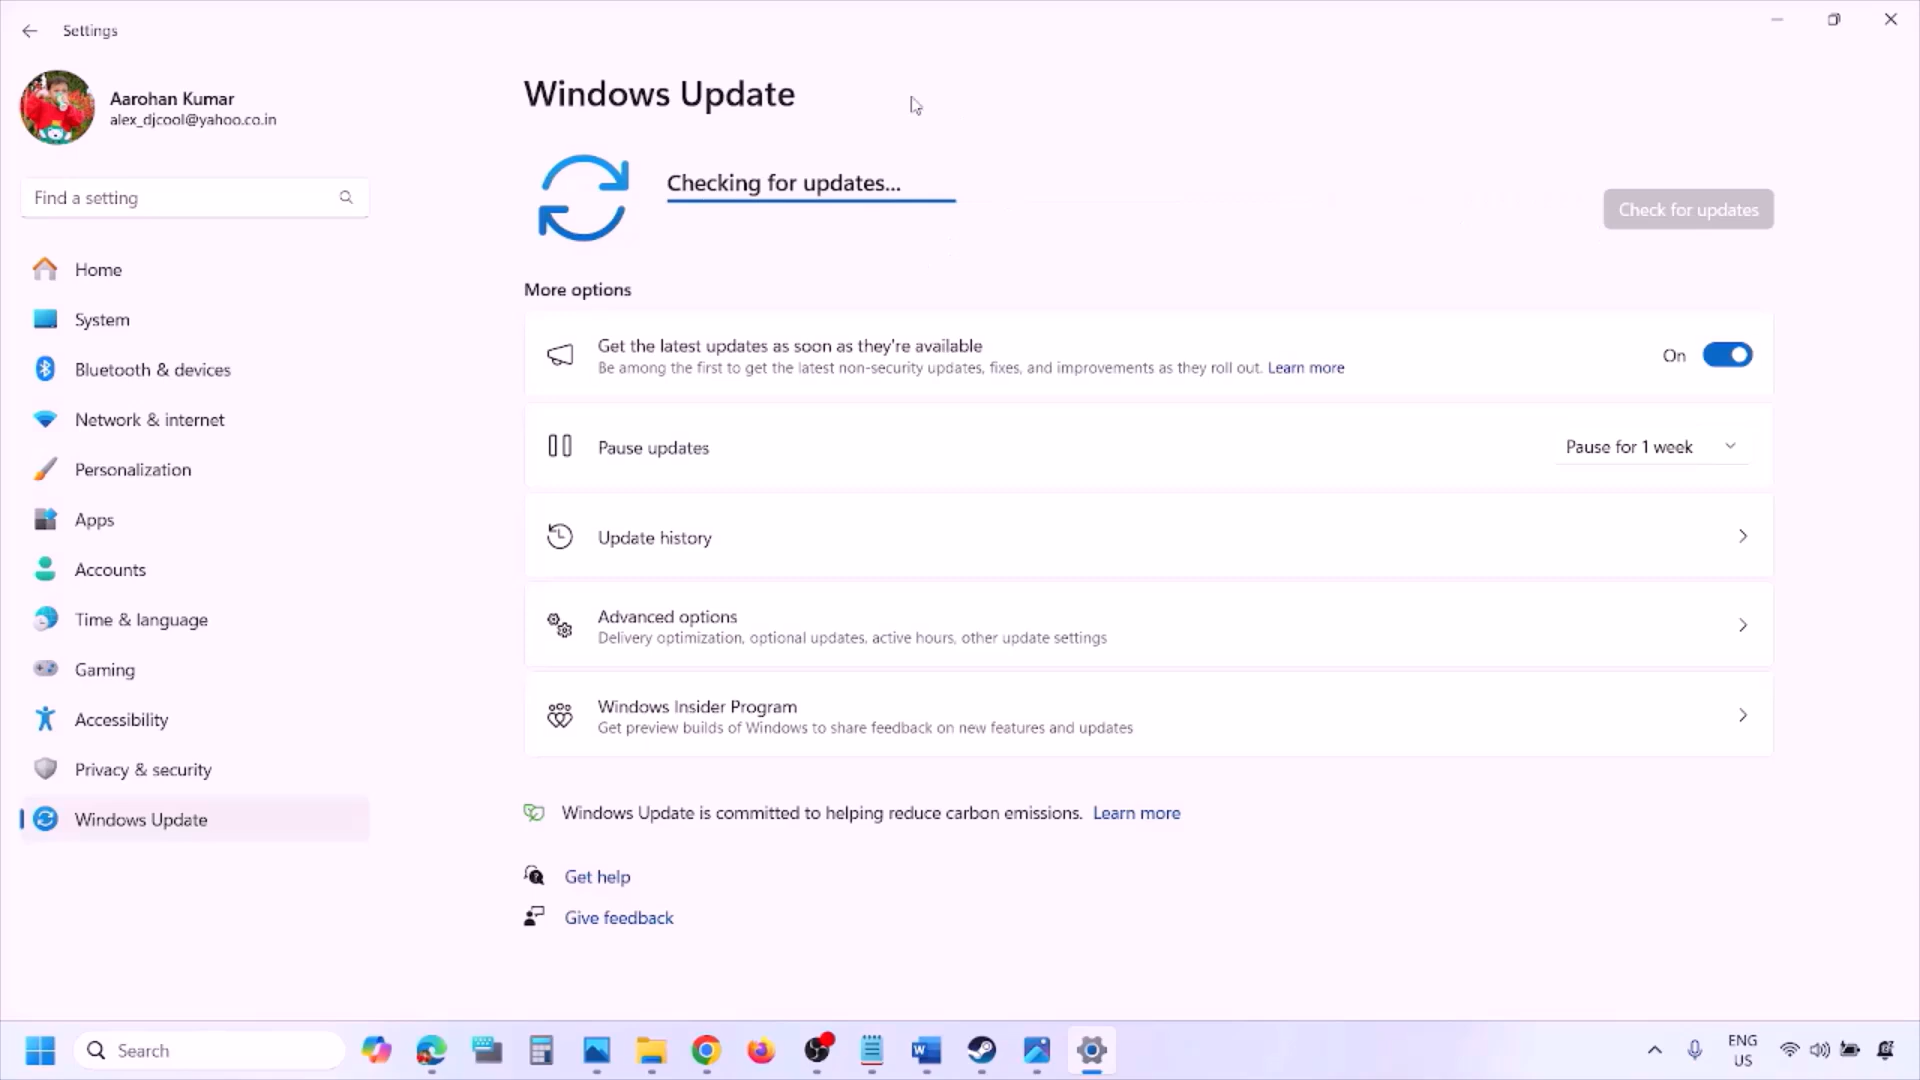 Settings
Aarohan Kumar
alex_djcool@yahoo.co.in
Find a setting
Home
System
Bluetooth & devices
Network & internet
Personalization
Apps
Accounts
Time & language
Gaming
Accessibility
Privacy & security
Windows Update
Windows Update
Checking for updates...
Check for updates
More options
Get the latest updates as soon as they're available
Be among the first to get the latest non-security updates, fixes, and improvements as they roll out. Learn more
On
Pause updates
Pause for 1 week
Update history
Advanced options
Delivery optimization, optional updates, active hours, other update settings
Windows Insider Program
Get preview builds of Windows to share feedback on new features and updates
Windows Update is committed to helping reduce carbon emissions. Learn more
Get help
Give feedback
Search
ENG
US